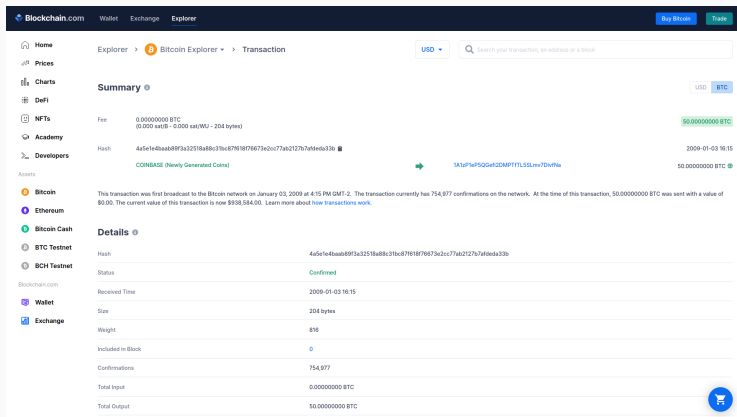 Blockchain.com Wallet Exchange Explorer Buy Bitcoin Trade
Home
Prices
Charts
DeFi
NFTs
Academy
Developers
Assets
Bitcoin
Ethereum
Bitcoin Cash
BTC Testnet
BCH Testnet
Blockchain.com
Wallet
Exchange
Explorer › Bitcoin Explorer › Transaction USD Search your transaction, an address or a block
Summary USD BTC
Fee 0.00000000 BTC 50.00000000 BTC
(0.000 sat/B - 0.000 sat/WU - 204 bytes)
Hash 4a5e1e4baab89f3a32518a88c31bc87f618f76673e2cc77ab2127b7afdeda33b 2009-01-03 16:15
COINBASE (Newly Generated Coins) 1A1zP1eP5QGefi2DMPTfTL5SLmv7DivfNa 50.00000000 BTC
This transaction was first broadcast to the Bitcoin network on January 03, 2009 at 4:15 PM GMT-2. The transaction currently has 754,977 confirmations on the network. At the time of this transaction, 50.00000000 BTC was sent with a value of
$0.00. The current value of this transaction is now $938,584.00. Learn more about how transactions work.
Details
Hash 4a5e1e4baab89f3a32518a88c31bc87f618f76673e2cc77ab2127b7afdeda33b
Status Confirmed
Received Time 2009-01-03 16:15
Size 204 bytes
Weight 816
Included in Block 0
Confirmations 754,977
Total Input 0.00000000 BTC
Total Output 50.00000000 BTC